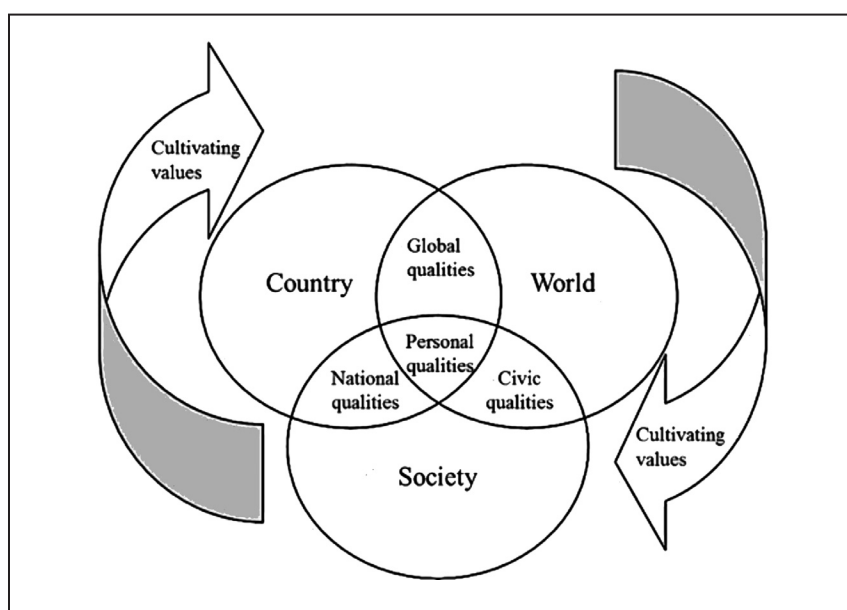 Cultivating
values
Global
qualities
Country
World
Personal
qualities
National
qualities
Civic
qualities
Cultivating
values
Society